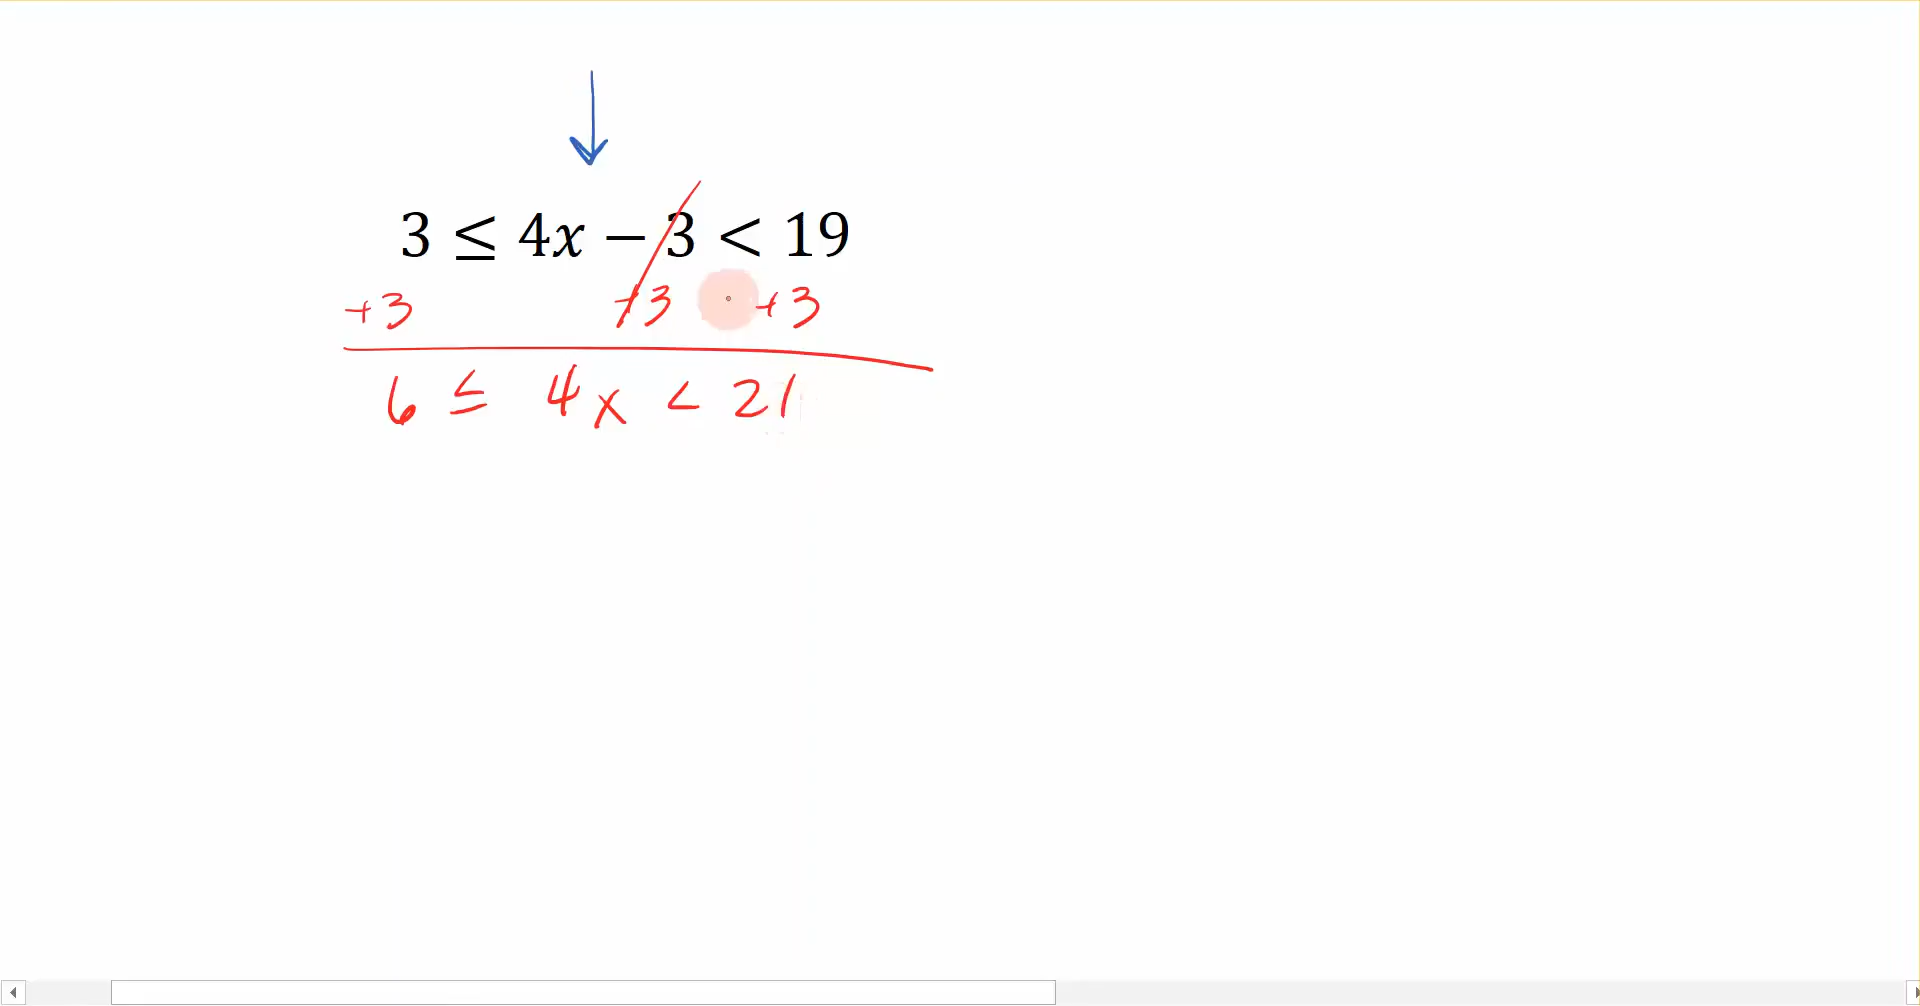 3 ≤ 4x − 3 < 19
+3 +3 +3
6 ≤ 4x < 21